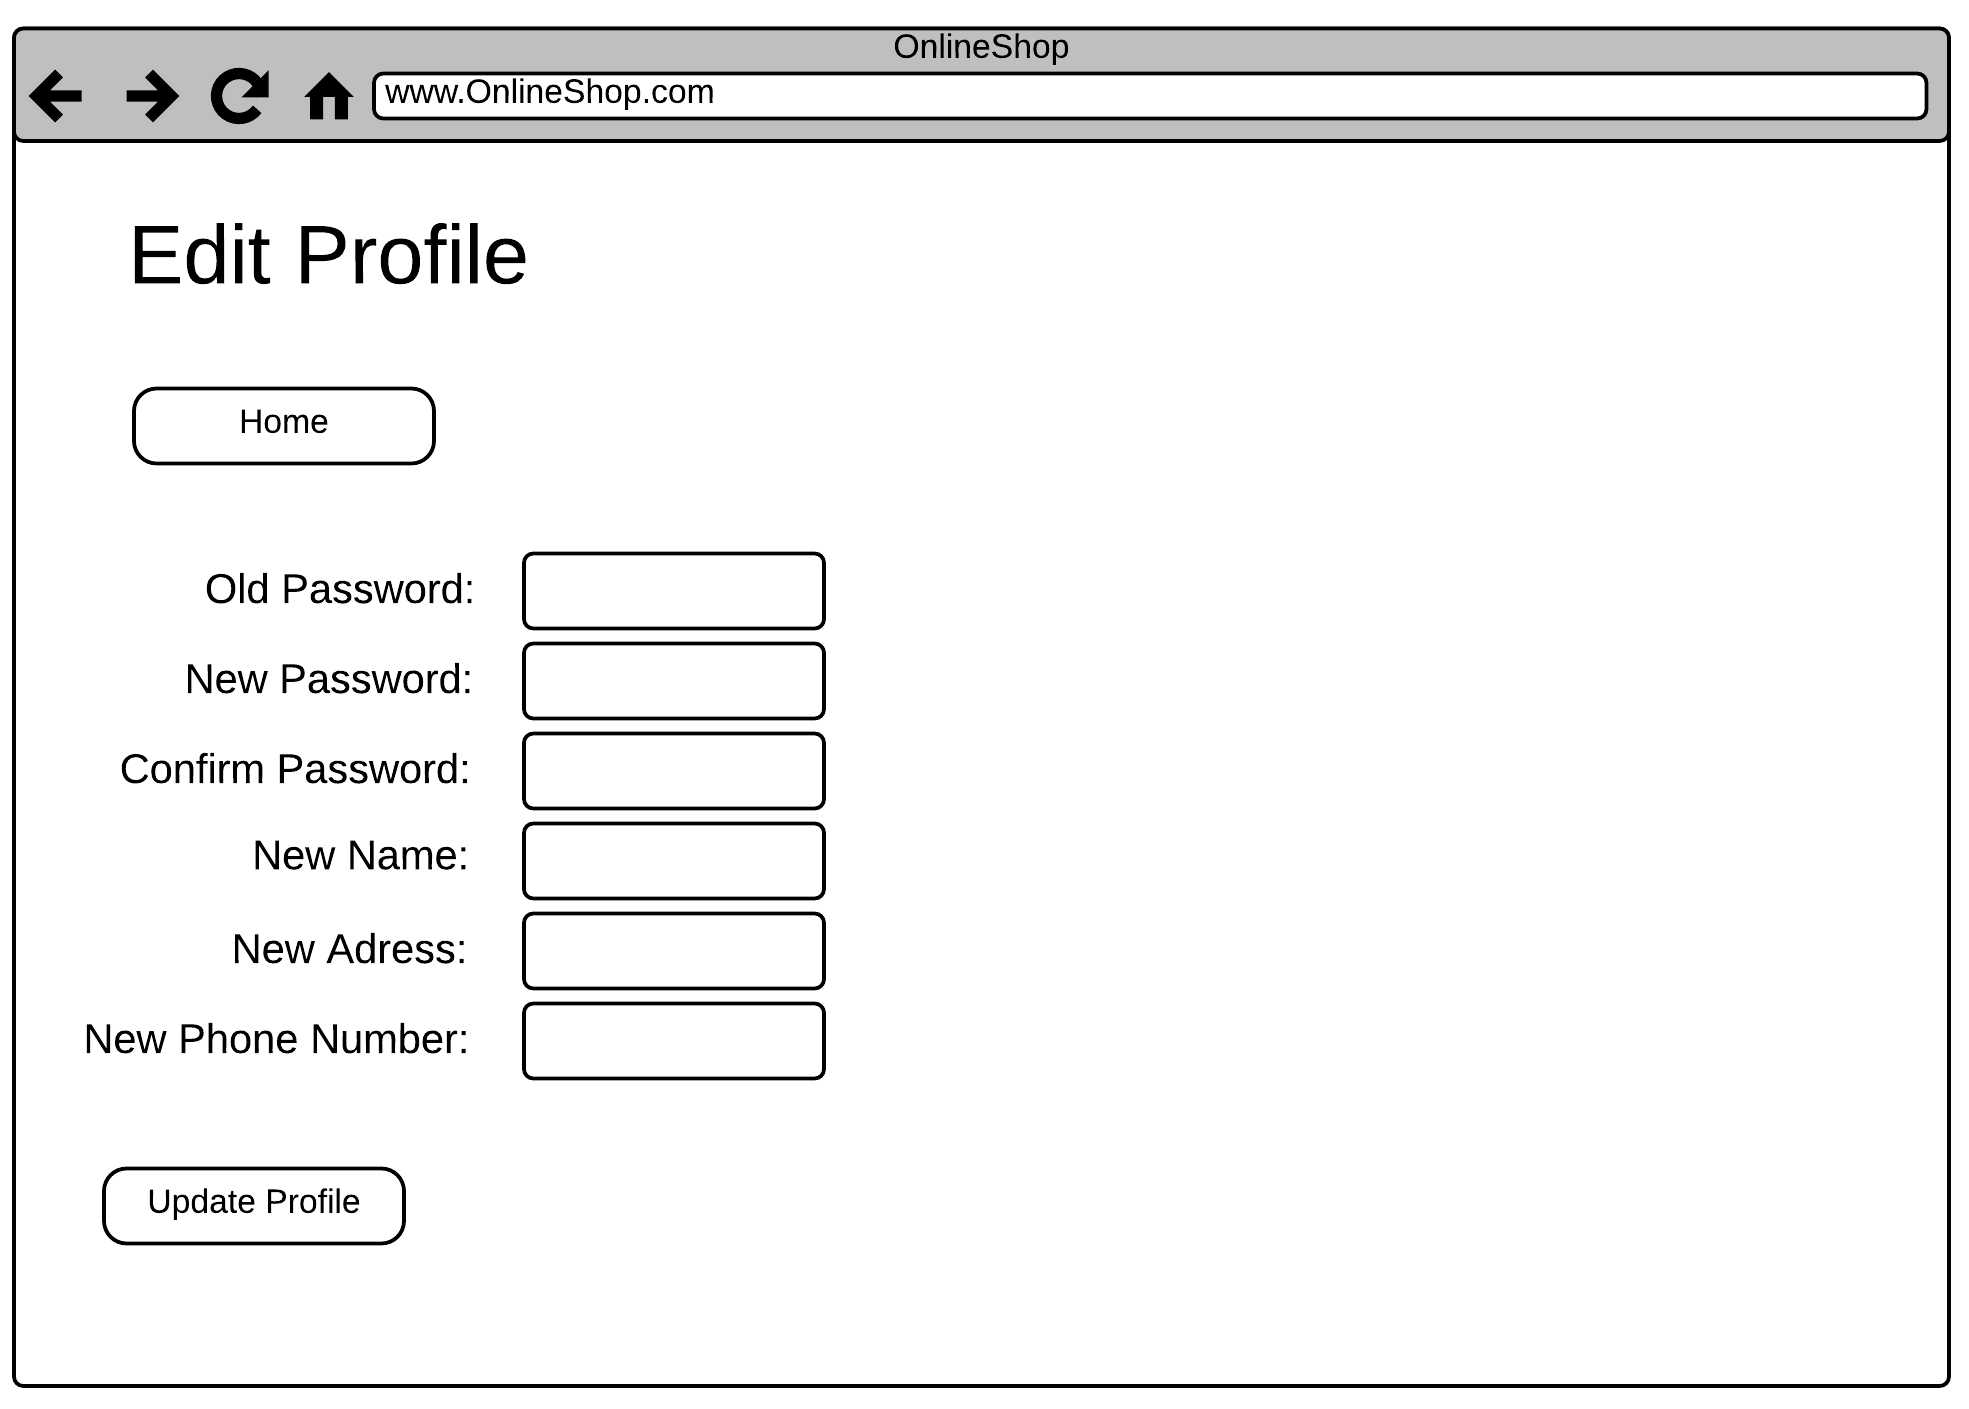 OnlineShop
www.OnlineShop.com
Edit Profile
Home
Old Password:
New Password:
Confirm Password:
New Name:
New Adress:
New Phone Number:
Update Profile